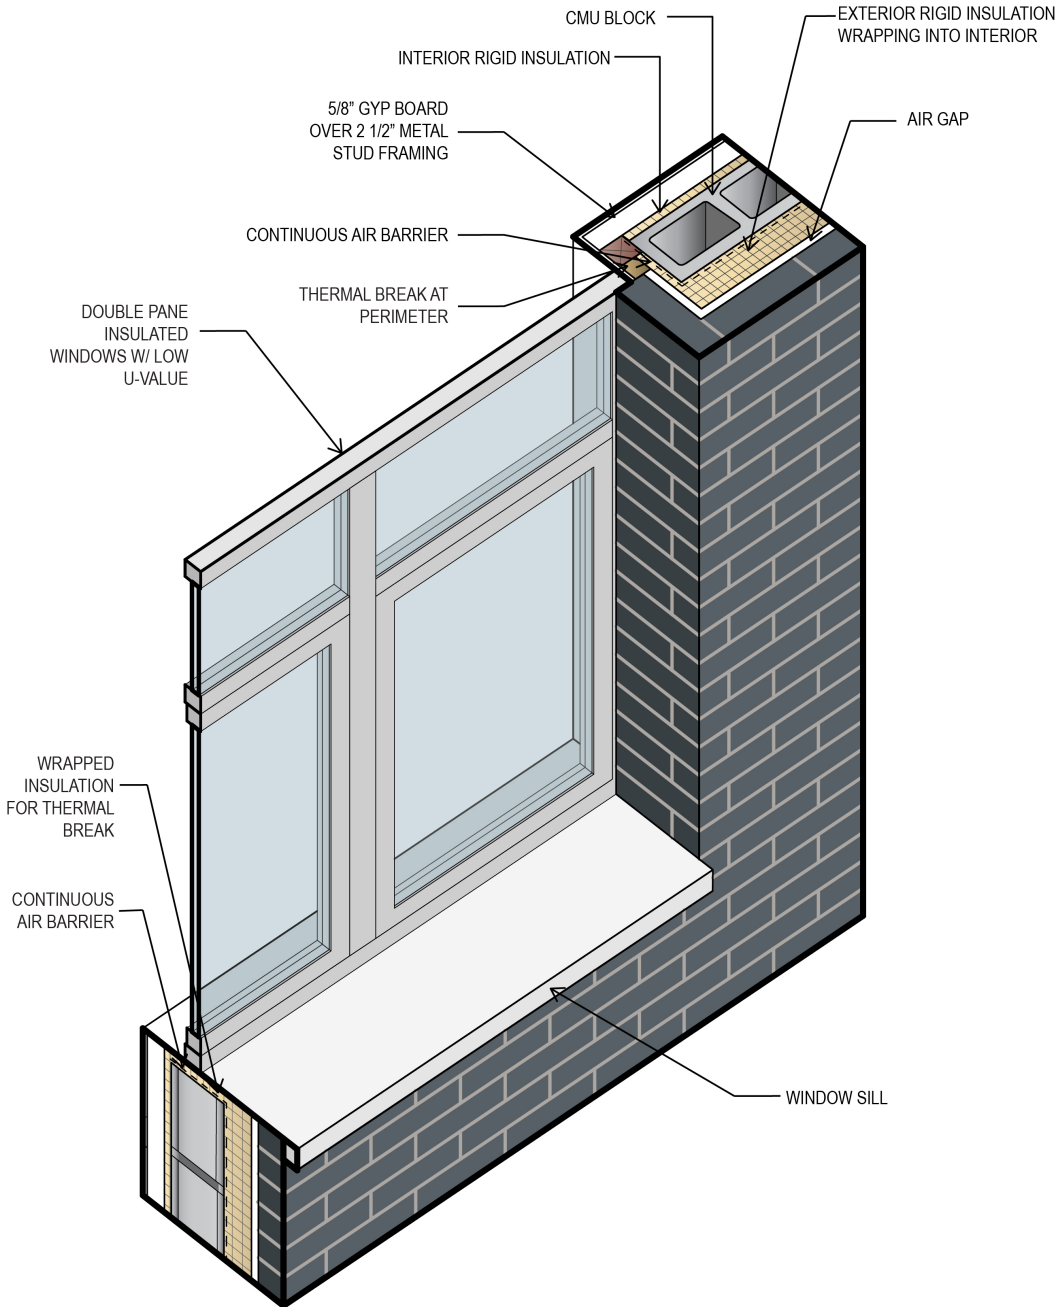 CMU BLOCK
EXTERIOR RIGID INSULATION
WRAPPING INTO INTERIOR
INTERIOR RIGID INSULATION
5/8” GYP BOARD
OVER 2 1/2” METAL
STUD FRAMING
AIR GAP
CONTINUOUS AIR BARRIER
THERMAL BREAK AT
PERIMETER
DOUBLE PANE
INSULATED
WINDOWS W/ LOW
U-VALUE
WRAPPED
INSULATION
FOR THERMAL
BREAK
CONTINUOUS
AIR BARRIER
WINDOW SILL